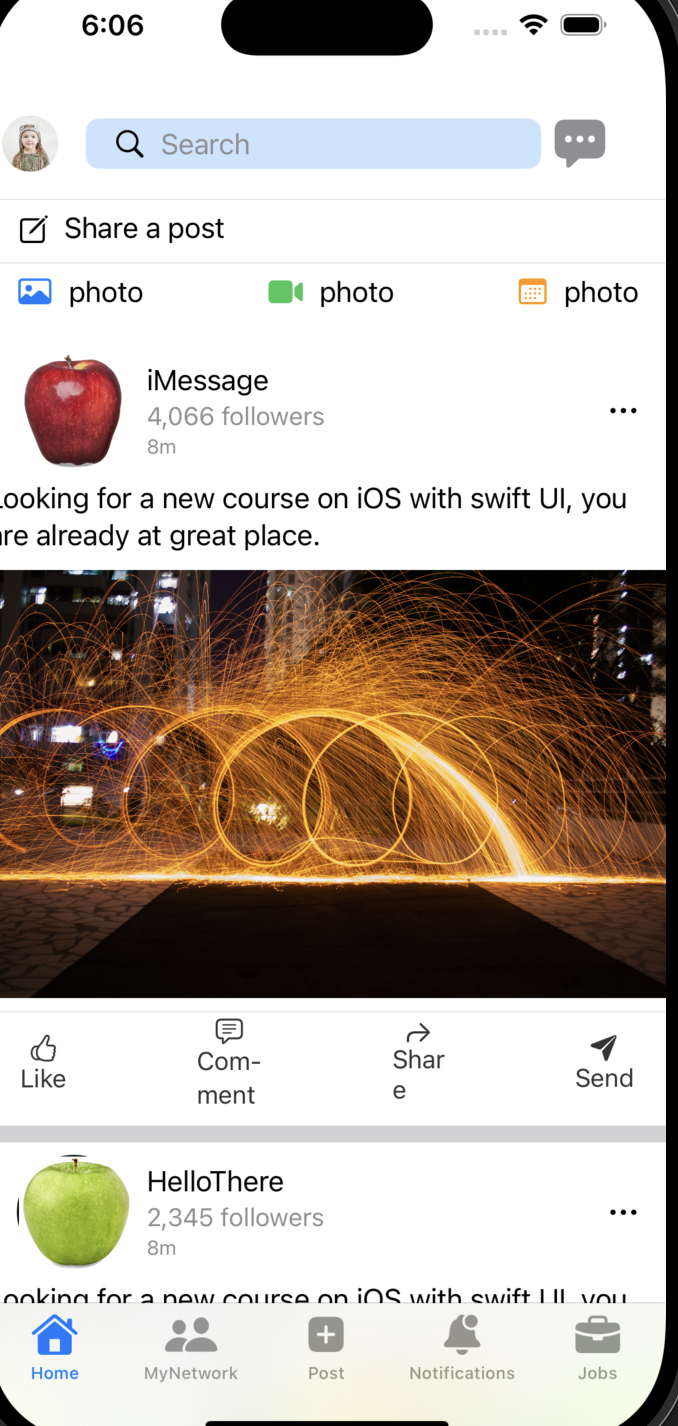 6:06
Search
Share a post
photo photo photo
iMessage
4,066 followers
8m
Looking for a new course on iOS with swift UI, you
are already at great place.
Like Com-
ment Shar
e Send
HelloThere
2,345 followers
8m
ooking for a new course on iOS with swift UI, you
Home MyNetwork Post Notifications Jobs